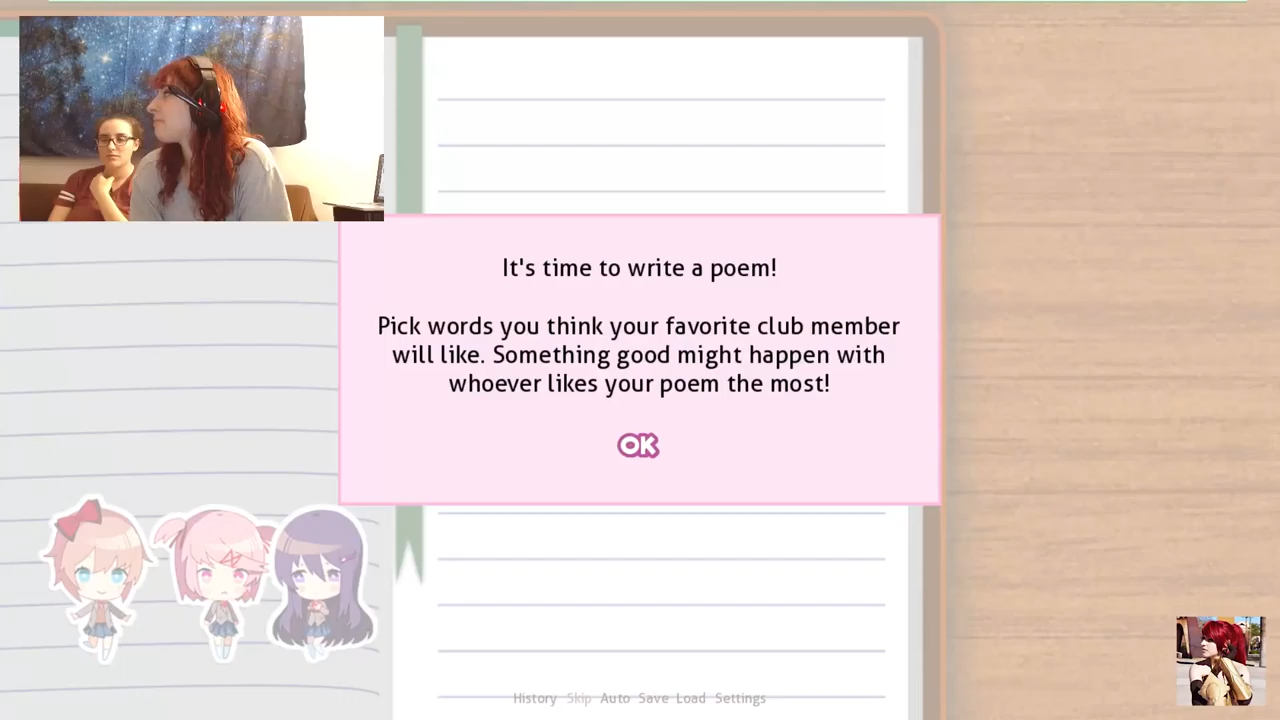 It's time to write a poem!
Pick words you think your favorite club member
will like. Something good might happen with
whoever likes your poem the most!
OK
History Skip Auto Save Load Settings